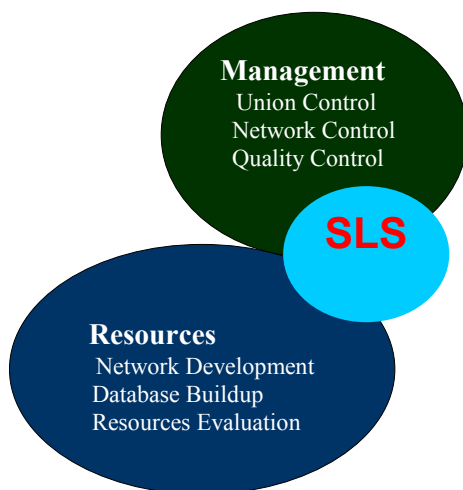 Management
Union Control
Network Control
Quality Control
SLS
Resources
Network Development
Database Buildup
Resources Evaluation